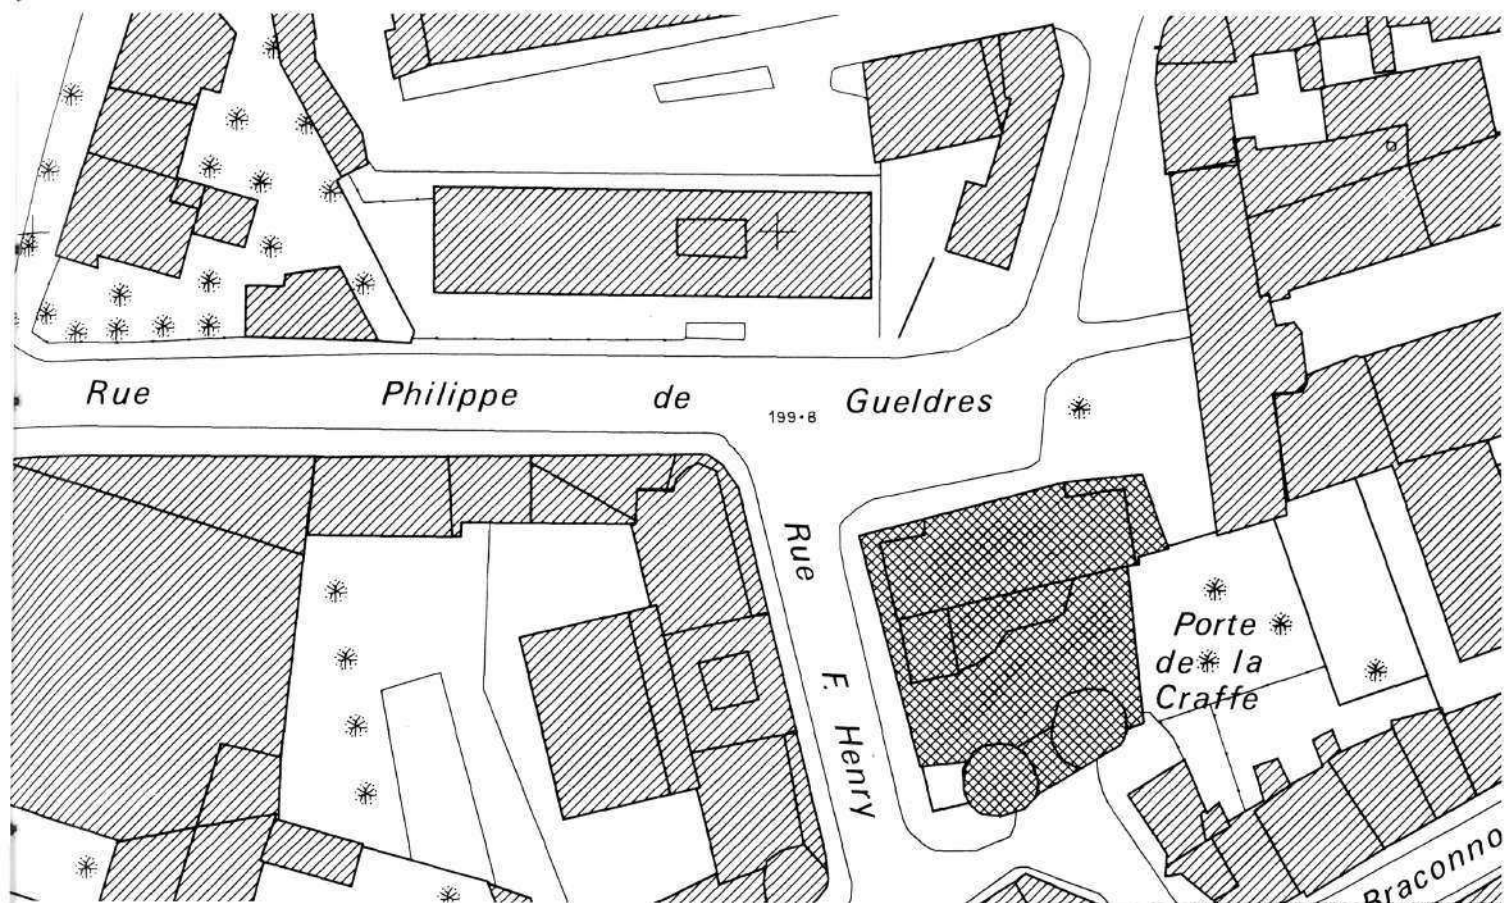 Rue Philippe de Gueldres
199·8
Rue F. Henry
Porte
de la
Craffe
Braconno